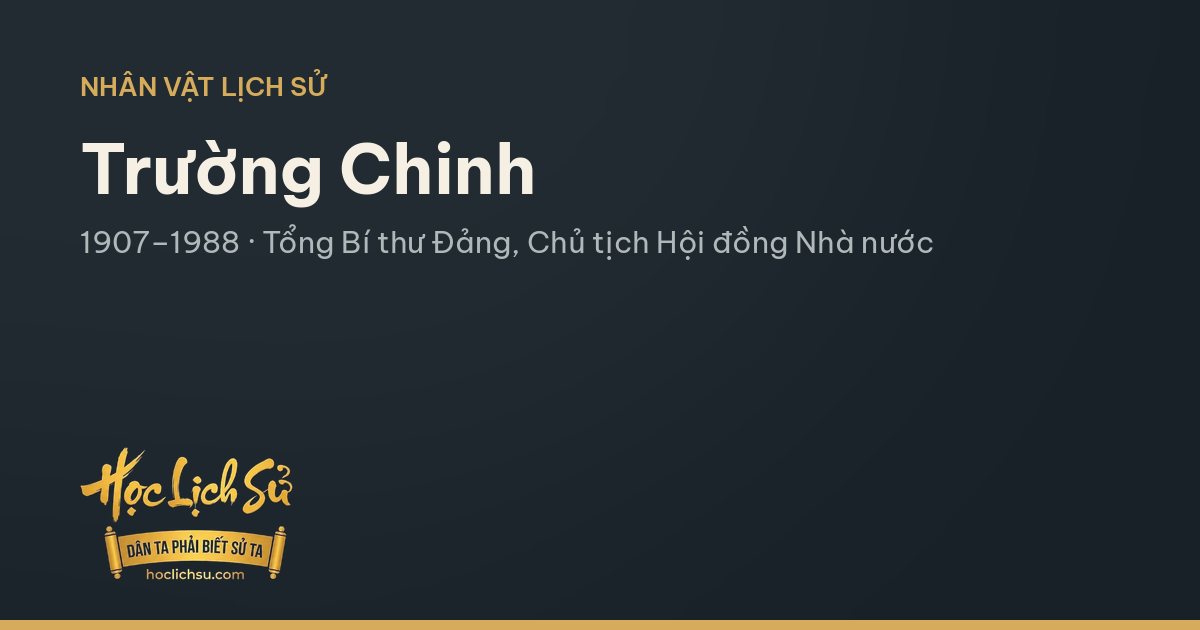 NHÂN VẬT LỊCH SỬ
Trường Chinh
1907–1988 · Tổng Bí thư Đảng, Chủ tịch Hội đồng Nhà nước
Học Lịch Sử
DÂN TA PHẢI BIẾT SỬ TA
hoclichsu.com